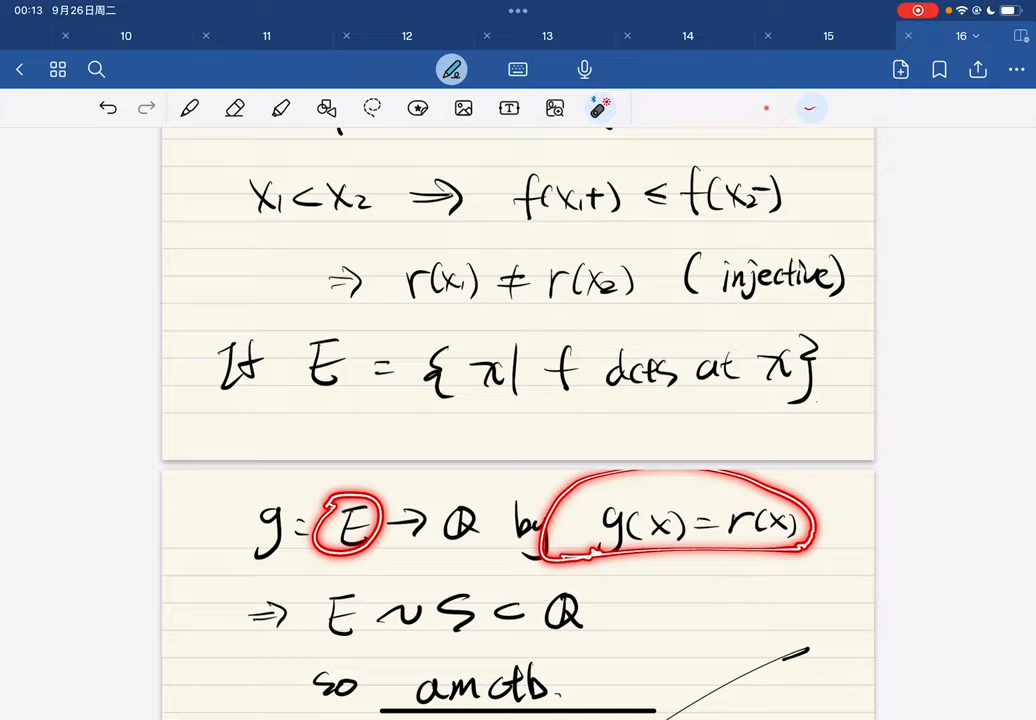 00:13 9月26日周二
10 11 12 13 14 15 16
x₁ < x₂ ⇒ f(x₁+) ≤ f(x₂-)
⇒ r(x₁) ≠ r(x₂) (injective)
If E = { x | f dcts at x}
g: E → Q by g(x) = r(x)
⇒ E ~ S ⊂ Q
so amctb.